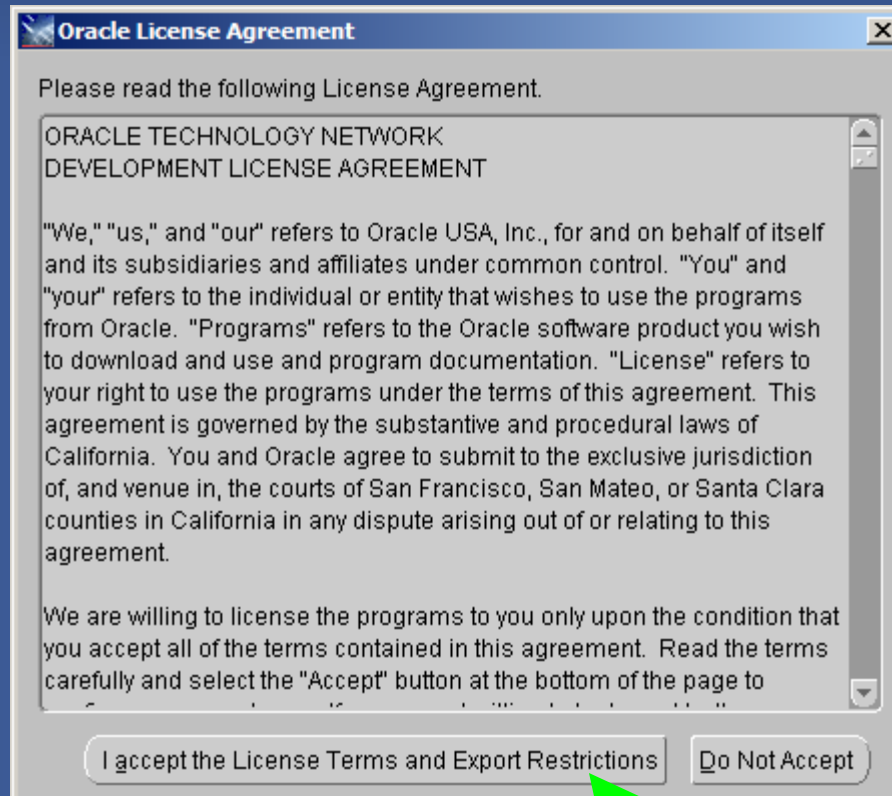 Oracle License Agreement
Please read the following License Agreement.
ORACLE TECHNOLOGY NETWORK
DEVELOPMENT LICENSE AGREEMENT
"We," "us," and "our" refers to Oracle USA, Inc., for and on behalf of itself
and its subsidiaries and affiliates under common control.  "You" and
"your" refers to the individual or entity that wishes to use the programs
from Oracle.  "Programs" refers to the Oracle software product you wish
to download and use and program documentation.  "License" refers to
your right to use the programs under the terms of this agreement.  This
agreement is governed by the substantive and procedural laws of
California.  You and Oracle agree to submit to the exclusive jurisdiction
of, and venue in, the courts of San Francisco, San Mateo, or Santa Clara
counties in California in any dispute arising out of or relating to this
agreement.
We are willing to license the programs to you only upon the condition that
you accept all of the terms contained in this agreement.  Read the terms
carefully and select the "Accept" button at the bottom of the page to
I accept the License Terms and Export Restrictions
Do Not Accept